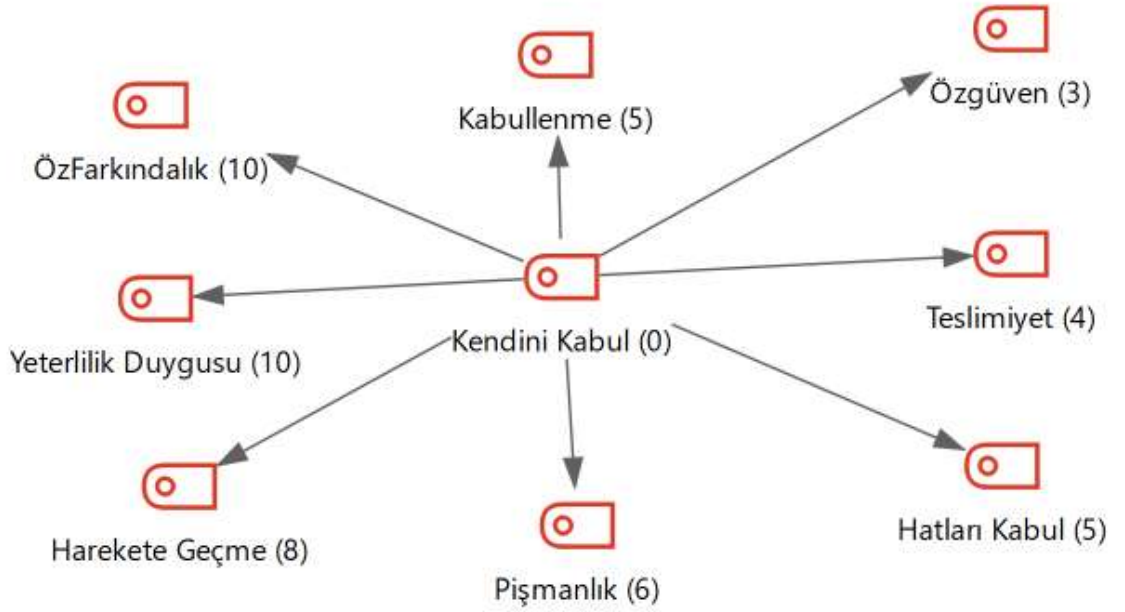 Özgüven (3)
Kabullenme (5)
ÖzFarkındalık (10)
Teslimiyet (4)
Kendini Kabul (0)
Yeterlilik Duygusu (10)
Hatları Kabul (5)
Harekete Geçme (8)
Pişmanlık (6)